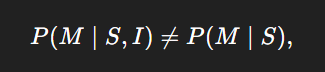 P(M | S, I) ≠ P(M | S),